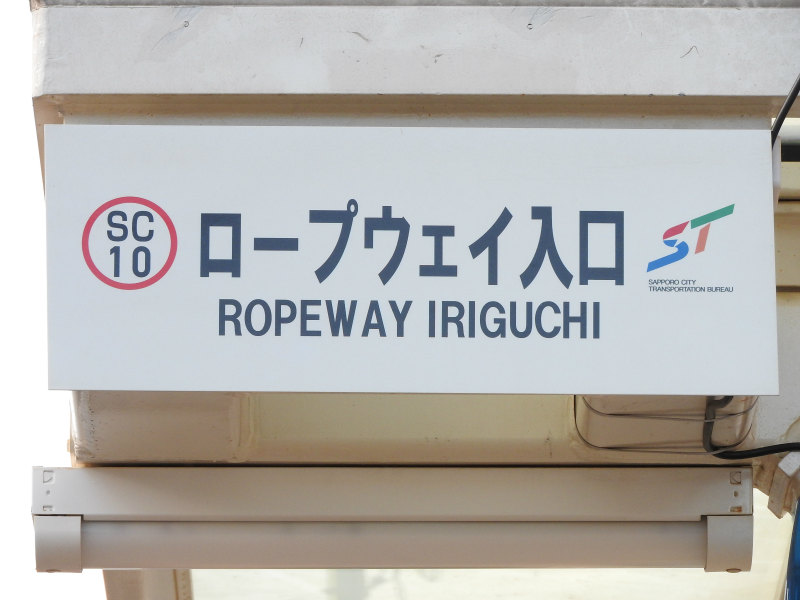 SC
10
ロープウェイ入口
ROPEWAY IRIGUCHI
ST
SAPPORO CITY
TRANSPORTATION BUREAU